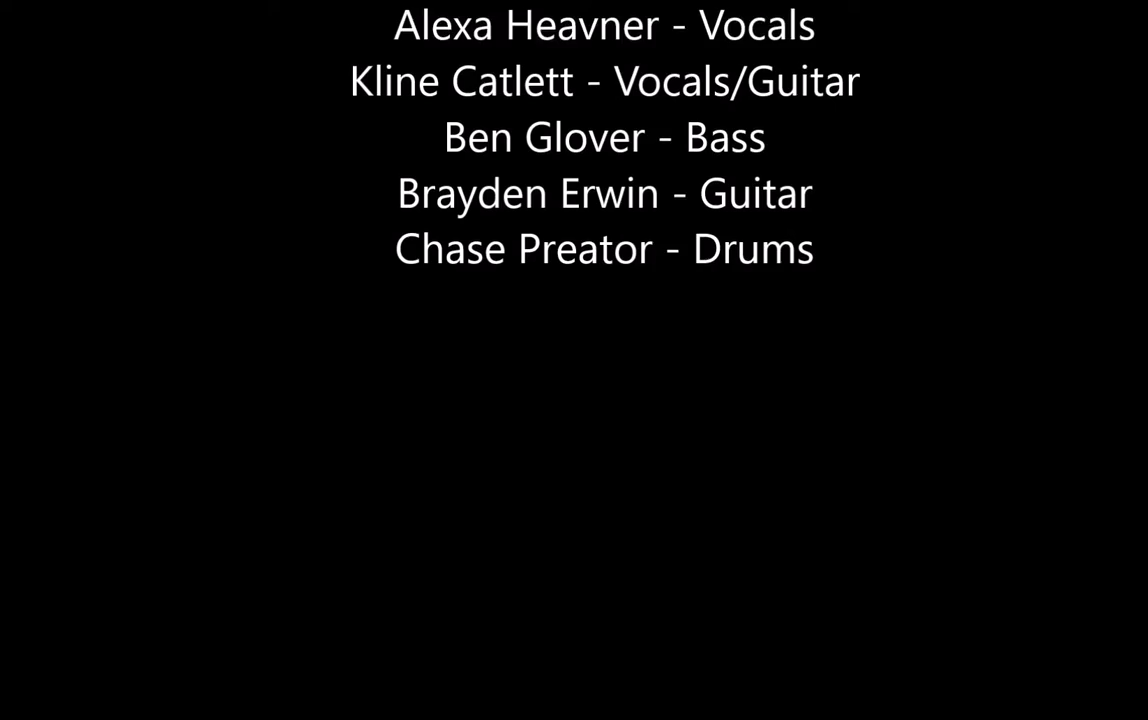 Alexa Heavner - Vocals
Kline Catlett - Vocals/Guitar
Ben Glover - Bass
Brayden Erwin - Guitar
Chase Preator - Drums